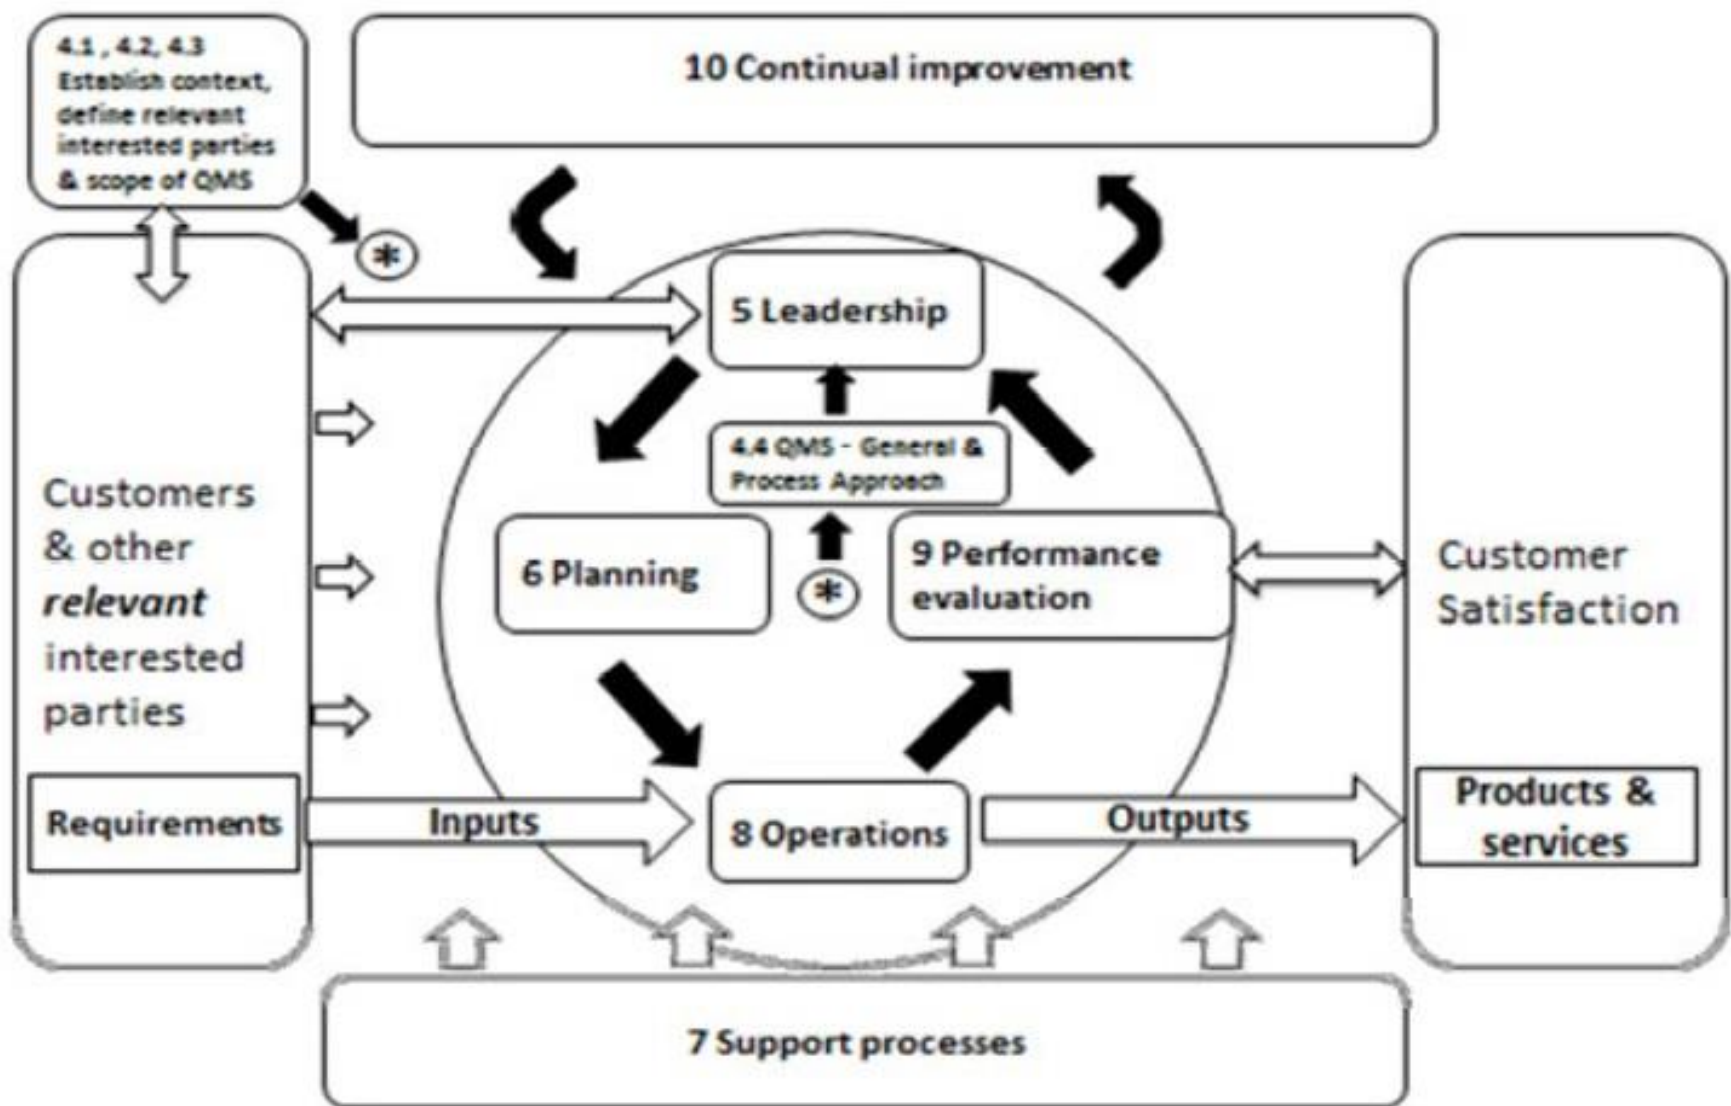 4.1 , 4.2, 4.3
Establish context,
define relevant
interested parties
& scope of QMS
10 Continual improvement
*
5 Leadership
4.4 QMS - General &
Process Approach
Customers
& other
relevant
interested
parties
6 Planning
*
9 Performance
evaluation
Customer
Satisfaction
Requirements
Inputs
8 Operations
Outputs
Products &
services
7 Support processes